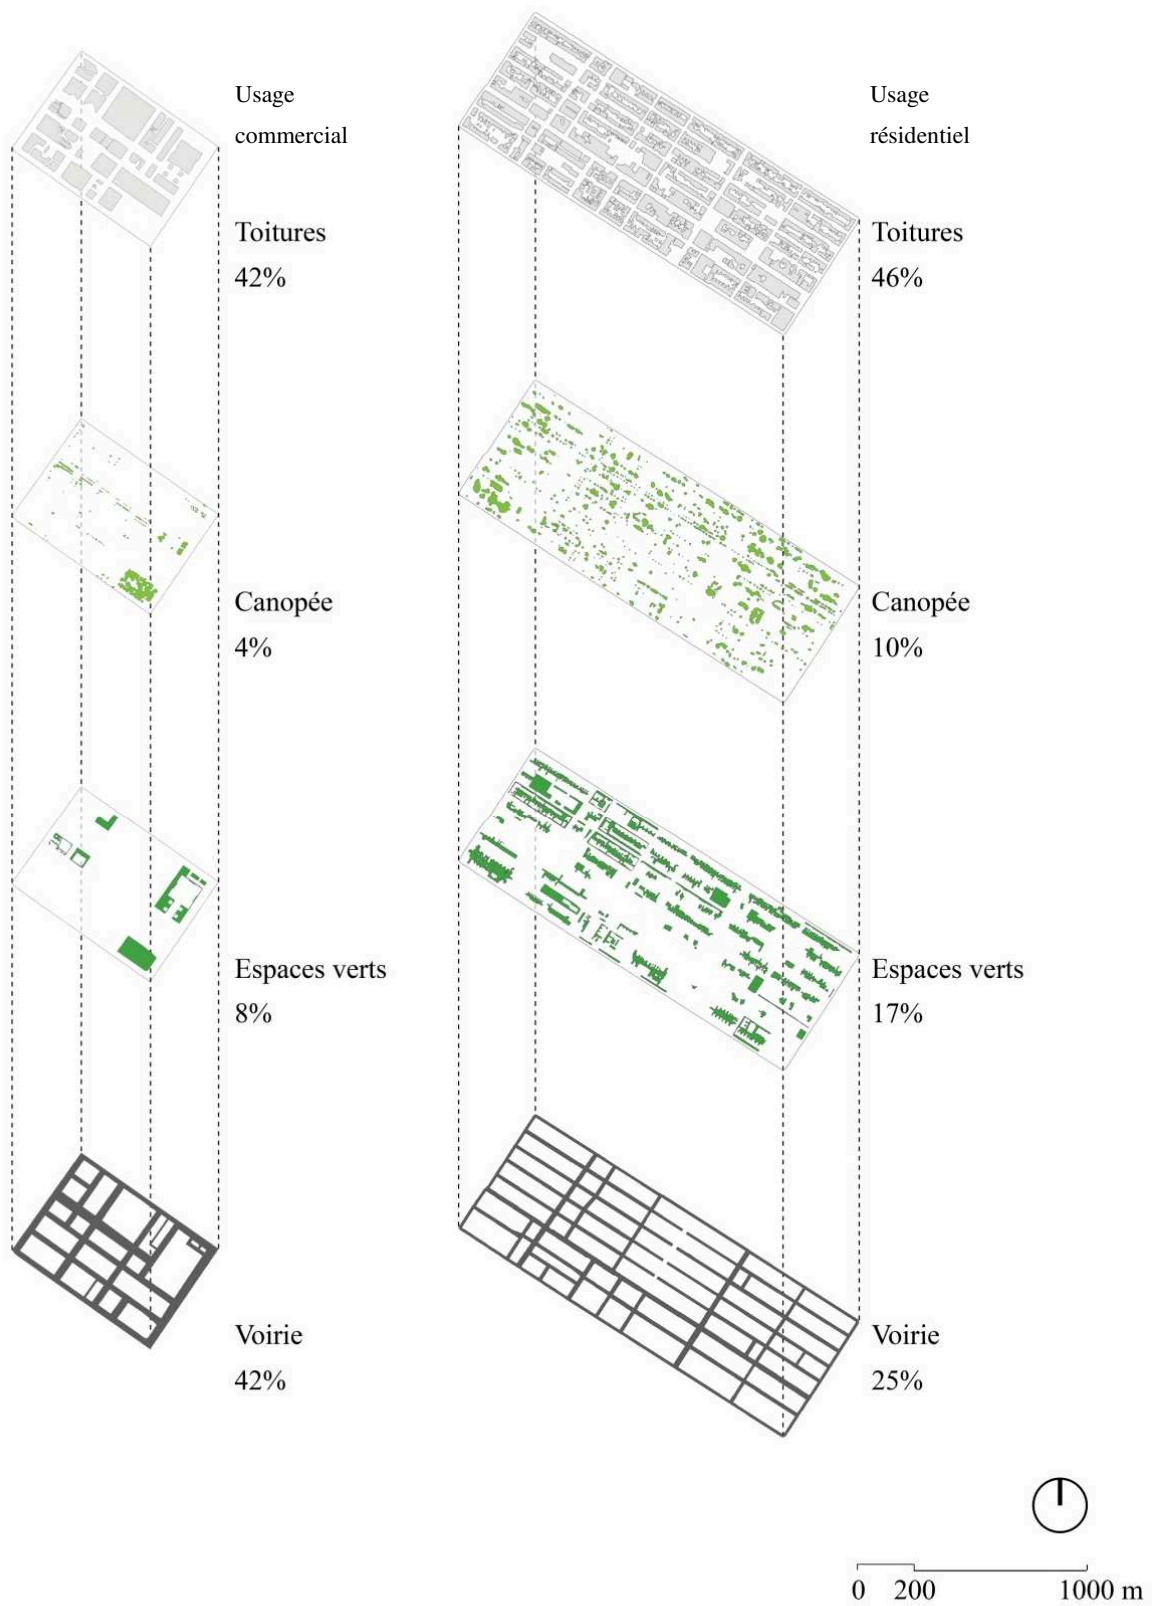 Usage
commercial
Toitures
42%
Canopée
4%
Espaces verts
8%
Voirie
42%
Usage
résidentiel
Toitures
46%
Canopée
10%
Espaces verts
17%
Voirie
25%
0 200 1000 m